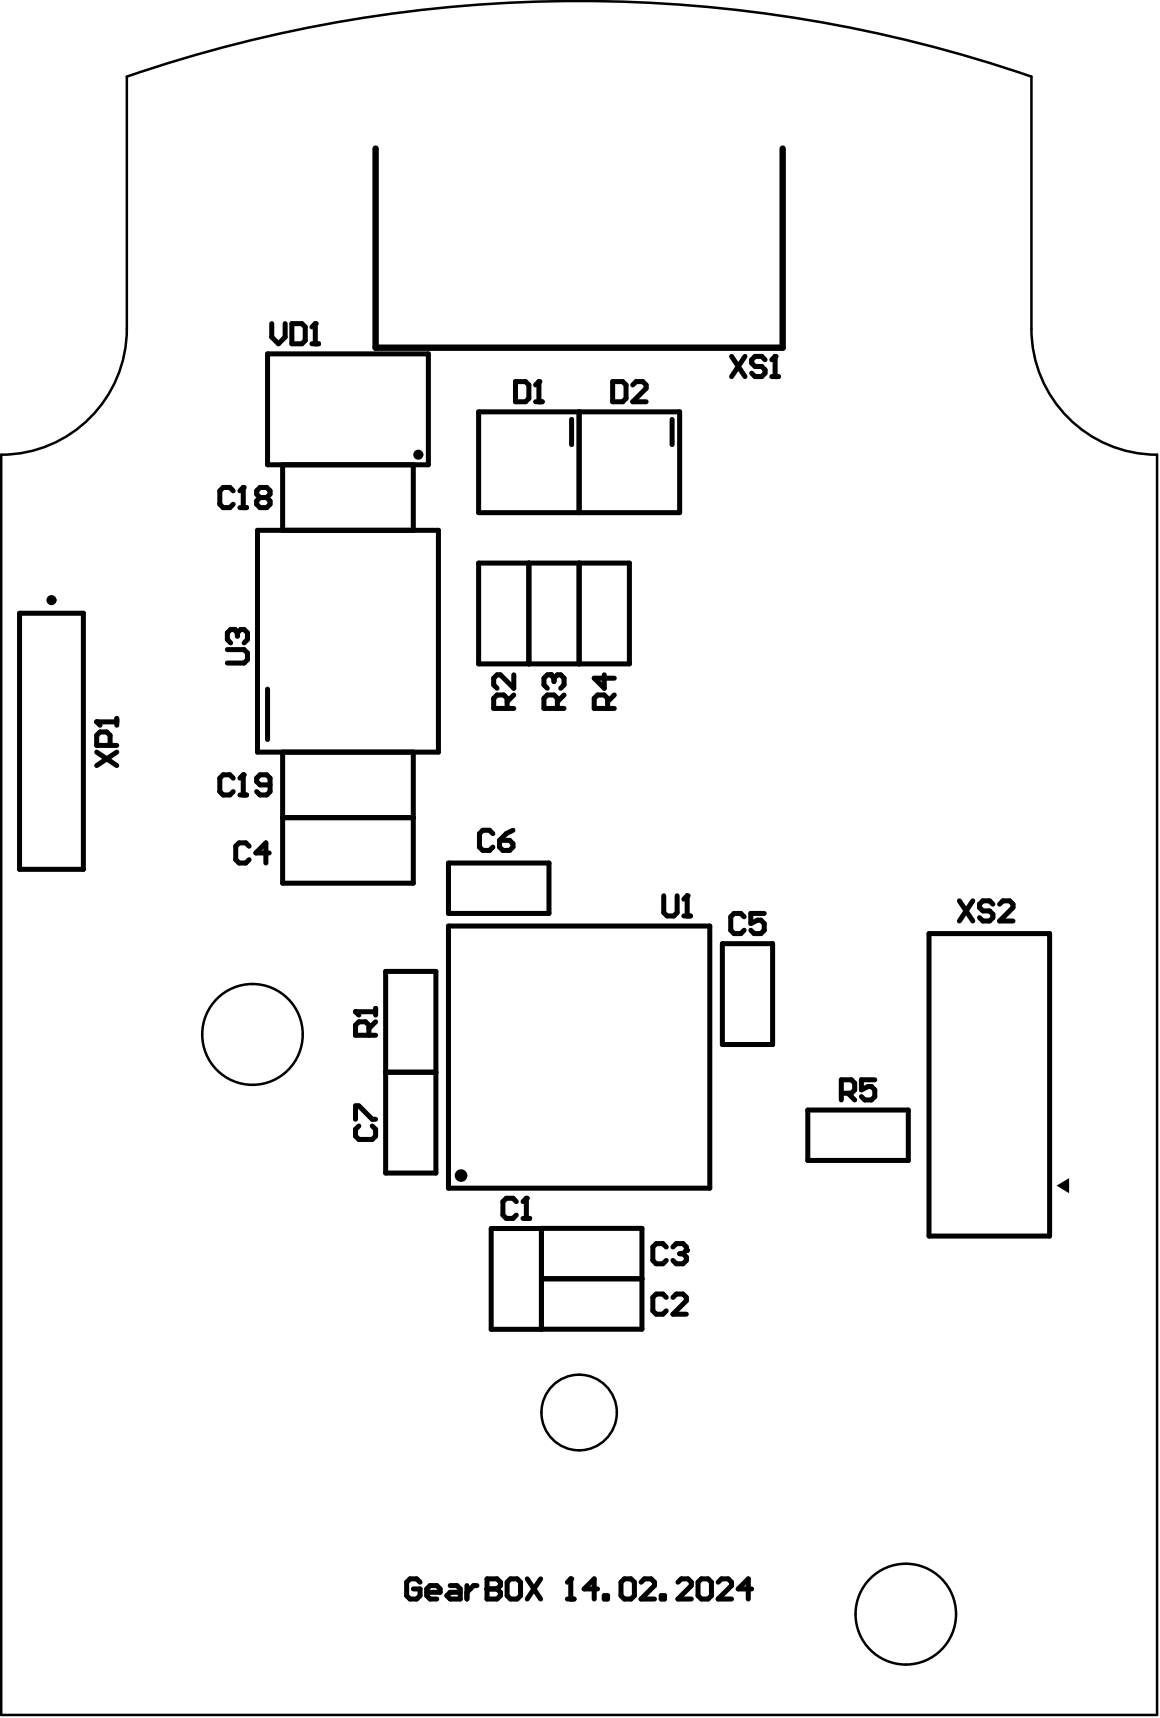 VD1
XS1
D1
D2
C18
U3
R2
R3
R4
XP1
C19
C4
C6
U1
C5
XS2
R1
R5
C7
C1
C3
C2
GearBOX 14.02.2024